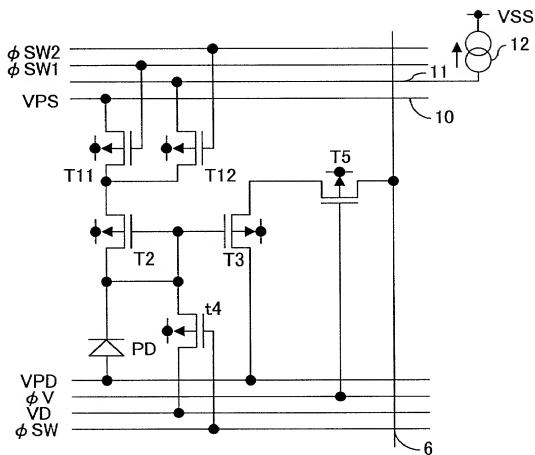 VSS
12
φSW2
φSW1
11
VPS
10
T11
T12
T5
T2
T3
t4
PD
VPD
φV
VD
φSW
6